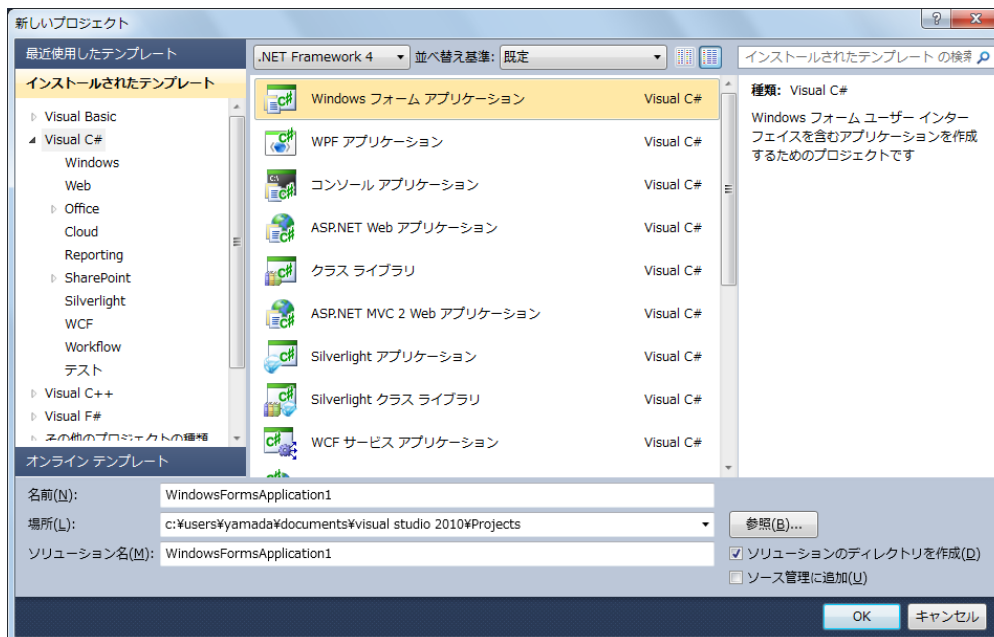 新しいプロジェクト
最近使用したテンプレート
インストールされたテンプレート
Visual Basic
Visual C#
Windows
Web
Office
Cloud
Reporting
SharePoint
Silverlight
WCF
Workflow
テスト
Visual C++
Visual F#
その他のプロジェクトの種類
オンライン テンプレート
.NET Framework 4
並べ替え基準: 既定
Windows フォーム アプリケーション Visual C#
WPF アプリケーション Visual C#
コンソール アプリケーション Visual C#
ASP.NET Web アプリケーション Visual C#
クラス ライブラリ Visual C#
ASP.NET MVC 2 Web アプリケーション Visual C#
Silverlight アプリケーション Visual C#
Silverlight クラス ライブラリ Visual C#
WCF サービス アプリケーション Visual C#
インストールされたテンプレート の検索
種類: Visual C#
Windows フォーム ユーザー インター
フェイスを含むアプリケーションを作成
するためのプロジェクトです
名前(N): WindowsFormsApplication1
場所(L): c:¥users¥yamada¥documents¥visual studio 2010¥Projects
参照(B)...
ソリューション名(M): WindowsFormsApplication1
ソリューションのディレクトリを作成(D)
ソース管理に追加(U)
OK
キャンセル